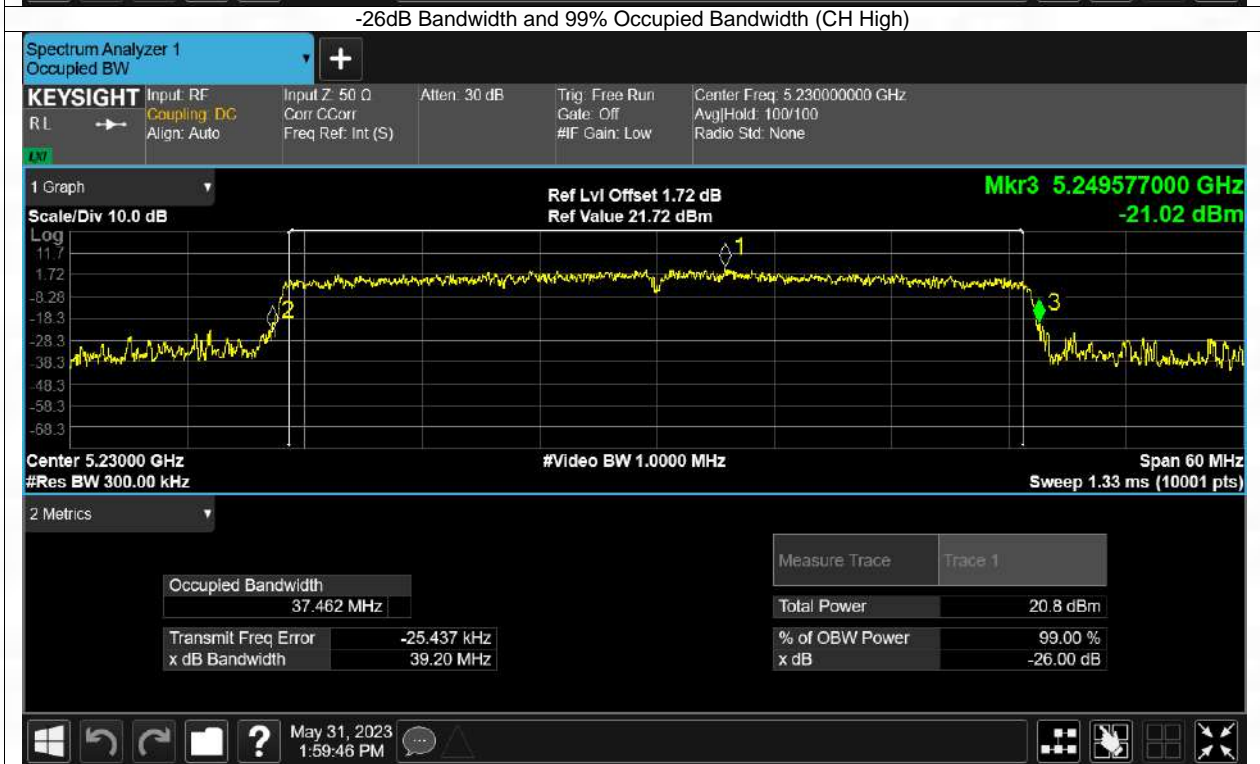 -26dB Bandwidth and 99% Occupied Bandwidth (CH High)
Spectrum Analyzer 1
Occupied BW
+
KEYSIGHT
RL
LXI
Input: RF
Coupling: DC
Align: Auto
Input Z: 50 Ω
Corr CCorr
Freq Ref: Int (S)
Atten: 30 dB
Trig: Free Run
Gate: Off
#IF Gain: Low
Center Freq: 5.230000000 GHz
Avg|Hold: 100/100
Radio Std: None
1 Graph
Scale/Div 10.0 dB
Ref Lvl Offset 1.72 dB
Ref Value 21.72 dBm
Mkr3 5.249577000 GHz
-21.02 dBm
Log
11.7
1.72
-8.28
-18.3
-28.3
-38.3
-48.3
-58.3
-68.3
1
2
3
Center 5.23000 GHz
#Res BW 300.00 kHz
#Video BW 1.0000 MHz
Span 60 MHz
Sweep 1.33 ms (10001 pts)
2 Metrics
Occupied Bandwidth
37.462 MHz
Transmit Freq Error -25.437 kHz
x dB Bandwidth 39.20 MHz
Measure Trace Trace 1
Total Power 20.8 dBm
% of OBW Power 99.00 %
x dB -26.00 dB
?
May 31, 2023
1:59:46 PM